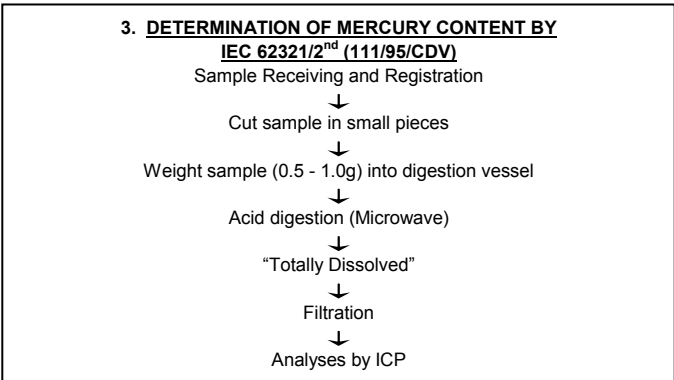 3. DETERMINATION OF MERCURY CONTENT BY
IEC 62321/2nd (111/95/CDV)
Sample Receiving and Registration
↓
Cut sample in small pieces
↓
Weight sample (0.5 - 1.0g) into digestion vessel
↓
Acid digestion (Microwave)
↓
“Totally Dissolved”
↓
Filtration
↓
Analyses by ICP